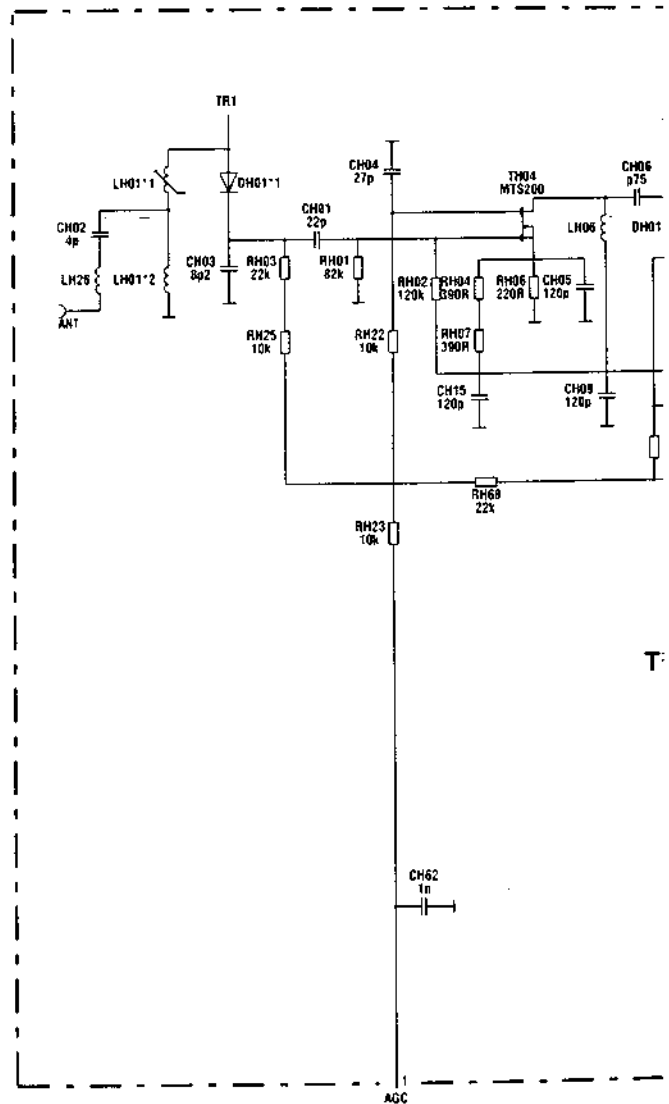 TR1
LH01*1
DH01*1
CH04
27p
TH04
MTS200
CH06
p75
CH02
4p
CH01
22p
LH06
DH01
LH26
LH01*2
CH03
8p2
RH03
22k
RH01
82k
RH02
120k
RH04
390R
RH06
220R
CH05
120p
ANT
RH25
10k
RH22
10k
RH07
390R
CH15
120p
CH09
120p
RH69
22k
RH23
10k
T
CH62
1n
1
AGC